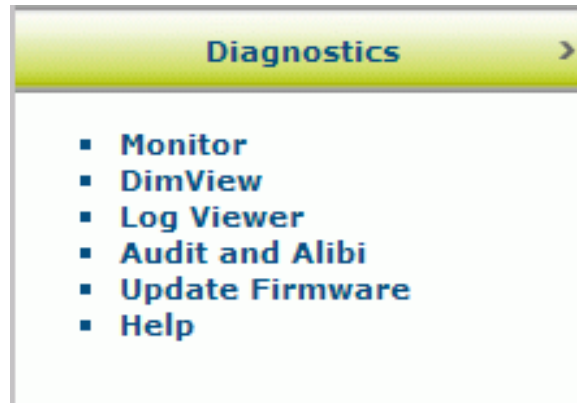 Diagnostics
Monitor
DimView
Log Viewer
Audit and Alibi
Update Firmware
Help